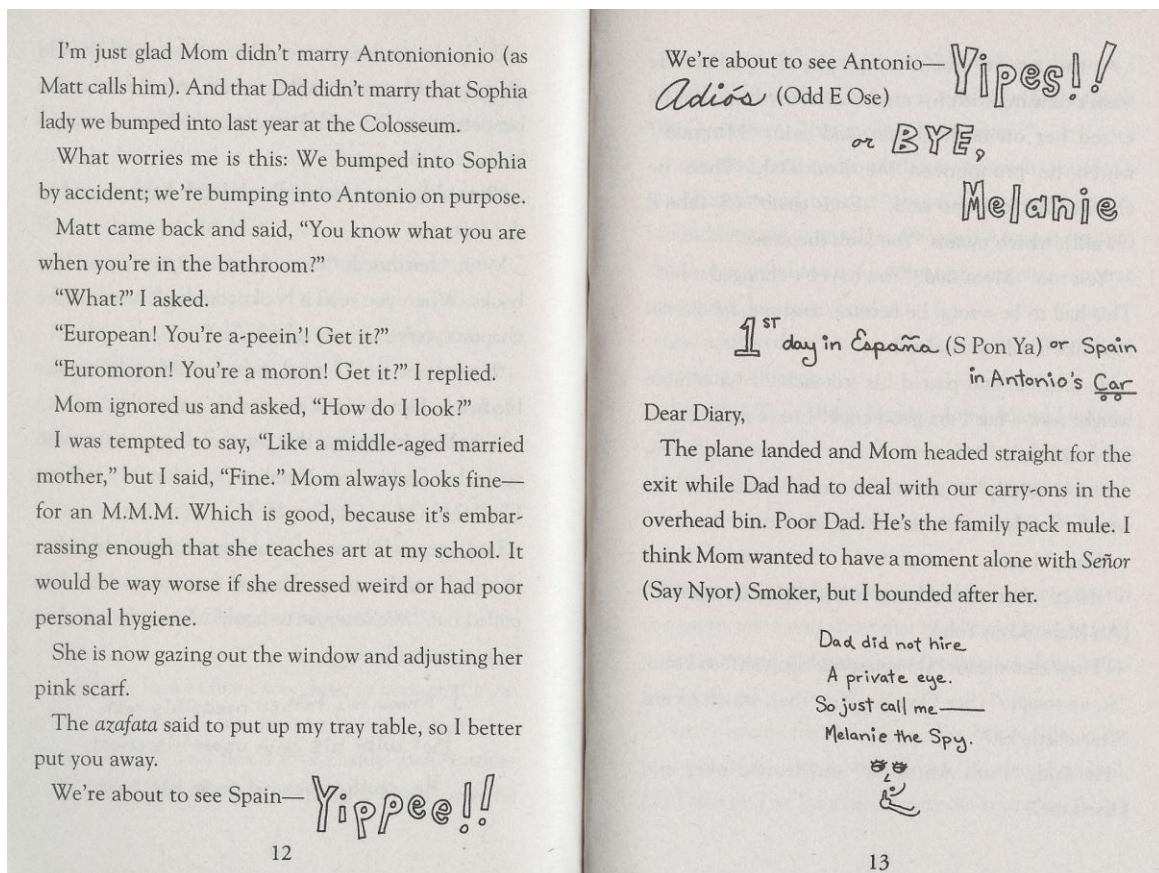 I'm just glad Mom didn't marry Antonionionio (as
Matt calls him). And that Dad didn't marry that Sophia
lady we bumped into last year at the Colosseum.
What worries me is this: We bumped into Sophia
by accident; we're bumping into Antonio on purpose.
Matt came back and said, “You know what you are
when you're in the bathroom?”
“What?” I asked.
“European! You're a-peein'! Get it?”
“Euromoron! You're a moron! Get it?” I replied.
Mom ignored us and asked, “How do I look?”
I was tempted to say, “Like a middle-aged married
mother,” but I said, “Fine.” Mom always looks fine—
for an M.M.M. Which is good, because it's embar-
rassing enough that she teaches art at my school. It
would be way worse if she dressed weird or had poor
personal hygiene.
She is now gazing out the window and adjusting her
pink scarf.
The azafata said to put up my tray table, so I better
put you away.
We're about to see Spain—Yippee!!
12
We're about to see Antonio—Yipes!!
Adiós (Odd E Ose)
or BYE,
Melanie
1ST day in España (S Pon Ya) or Spain
in Antonio's Car
Dear Diary,
The plane landed and Mom headed straight for the
exit while Dad had to deal with our carry-ons in the
overhead bin. Poor Dad. He's the family pack mule. I
think Mom wanted to have a moment alone with Señor
(Say Nyor) Smoker, but I bounded after her.
Dad did not hire
A private eye.
So just call me—
Melanie the Spy.
13